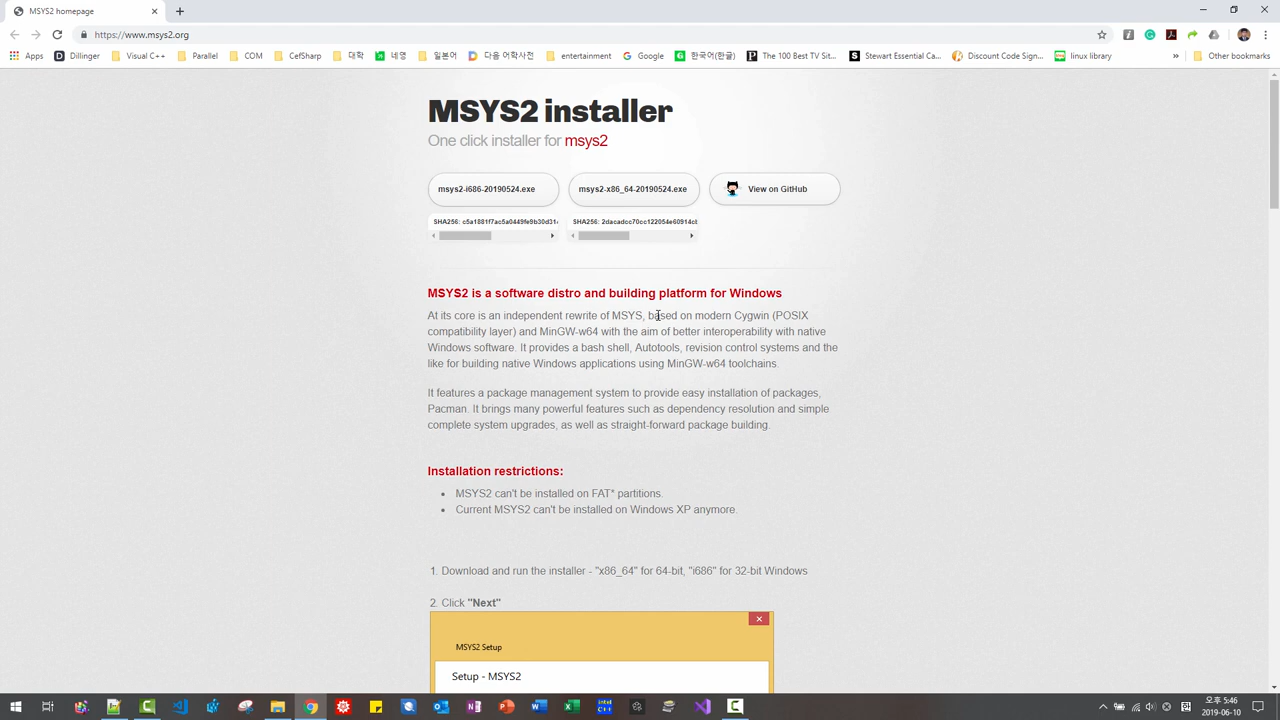 MSYS2 homepage
https://www.msys2.org
Apps Dillinger Visual C++ Parallel COM CefSharp 대학 네영 일본어 다음 어학사전 entertainment Google 한국어(한글) The 100 Best TV Sit... Stewart Essential Ca... Discount Code Sign... linux library » Other bookmarks
MSYS2 installer
One click installer for msys2
msys2-i686-20190524.exe msys2-x86_64-20190524.exe View on GitHub
SHA256: c5a1881f7ac5a0449fe9b30d31 SHA256: 2dacadcc70cc122054e60914cb
MSYS2 is a software distro and building platform for Windows
At its core is an independent rewrite of MSYS, based on modern Cygwin (POSIX
compatibility layer) and MinGW-w64 with the aim of better interoperability with native
Windows software. It provides a bash shell, Autotools, revision control systems and the
like for building native Windows applications using MinGW-w64 toolchains.
It features a package management system to provide easy installation of packages,
Pacman. It brings many powerful features such as dependency resolution and simple
complete system upgrades, as well as straight-forward package building.
Installation restrictions:
• MSYS2 can't be installed on FAT* partitions.
• Current MSYS2 can't be installed on Windows XP anymore.
1. Download and run the installer - "x86_64" for 64-bit, "i686" for 32-bit Windows
2. Click "Next"
MSYS2 Setup
Setup - MSYS2
오후 5:46
2019-06-10